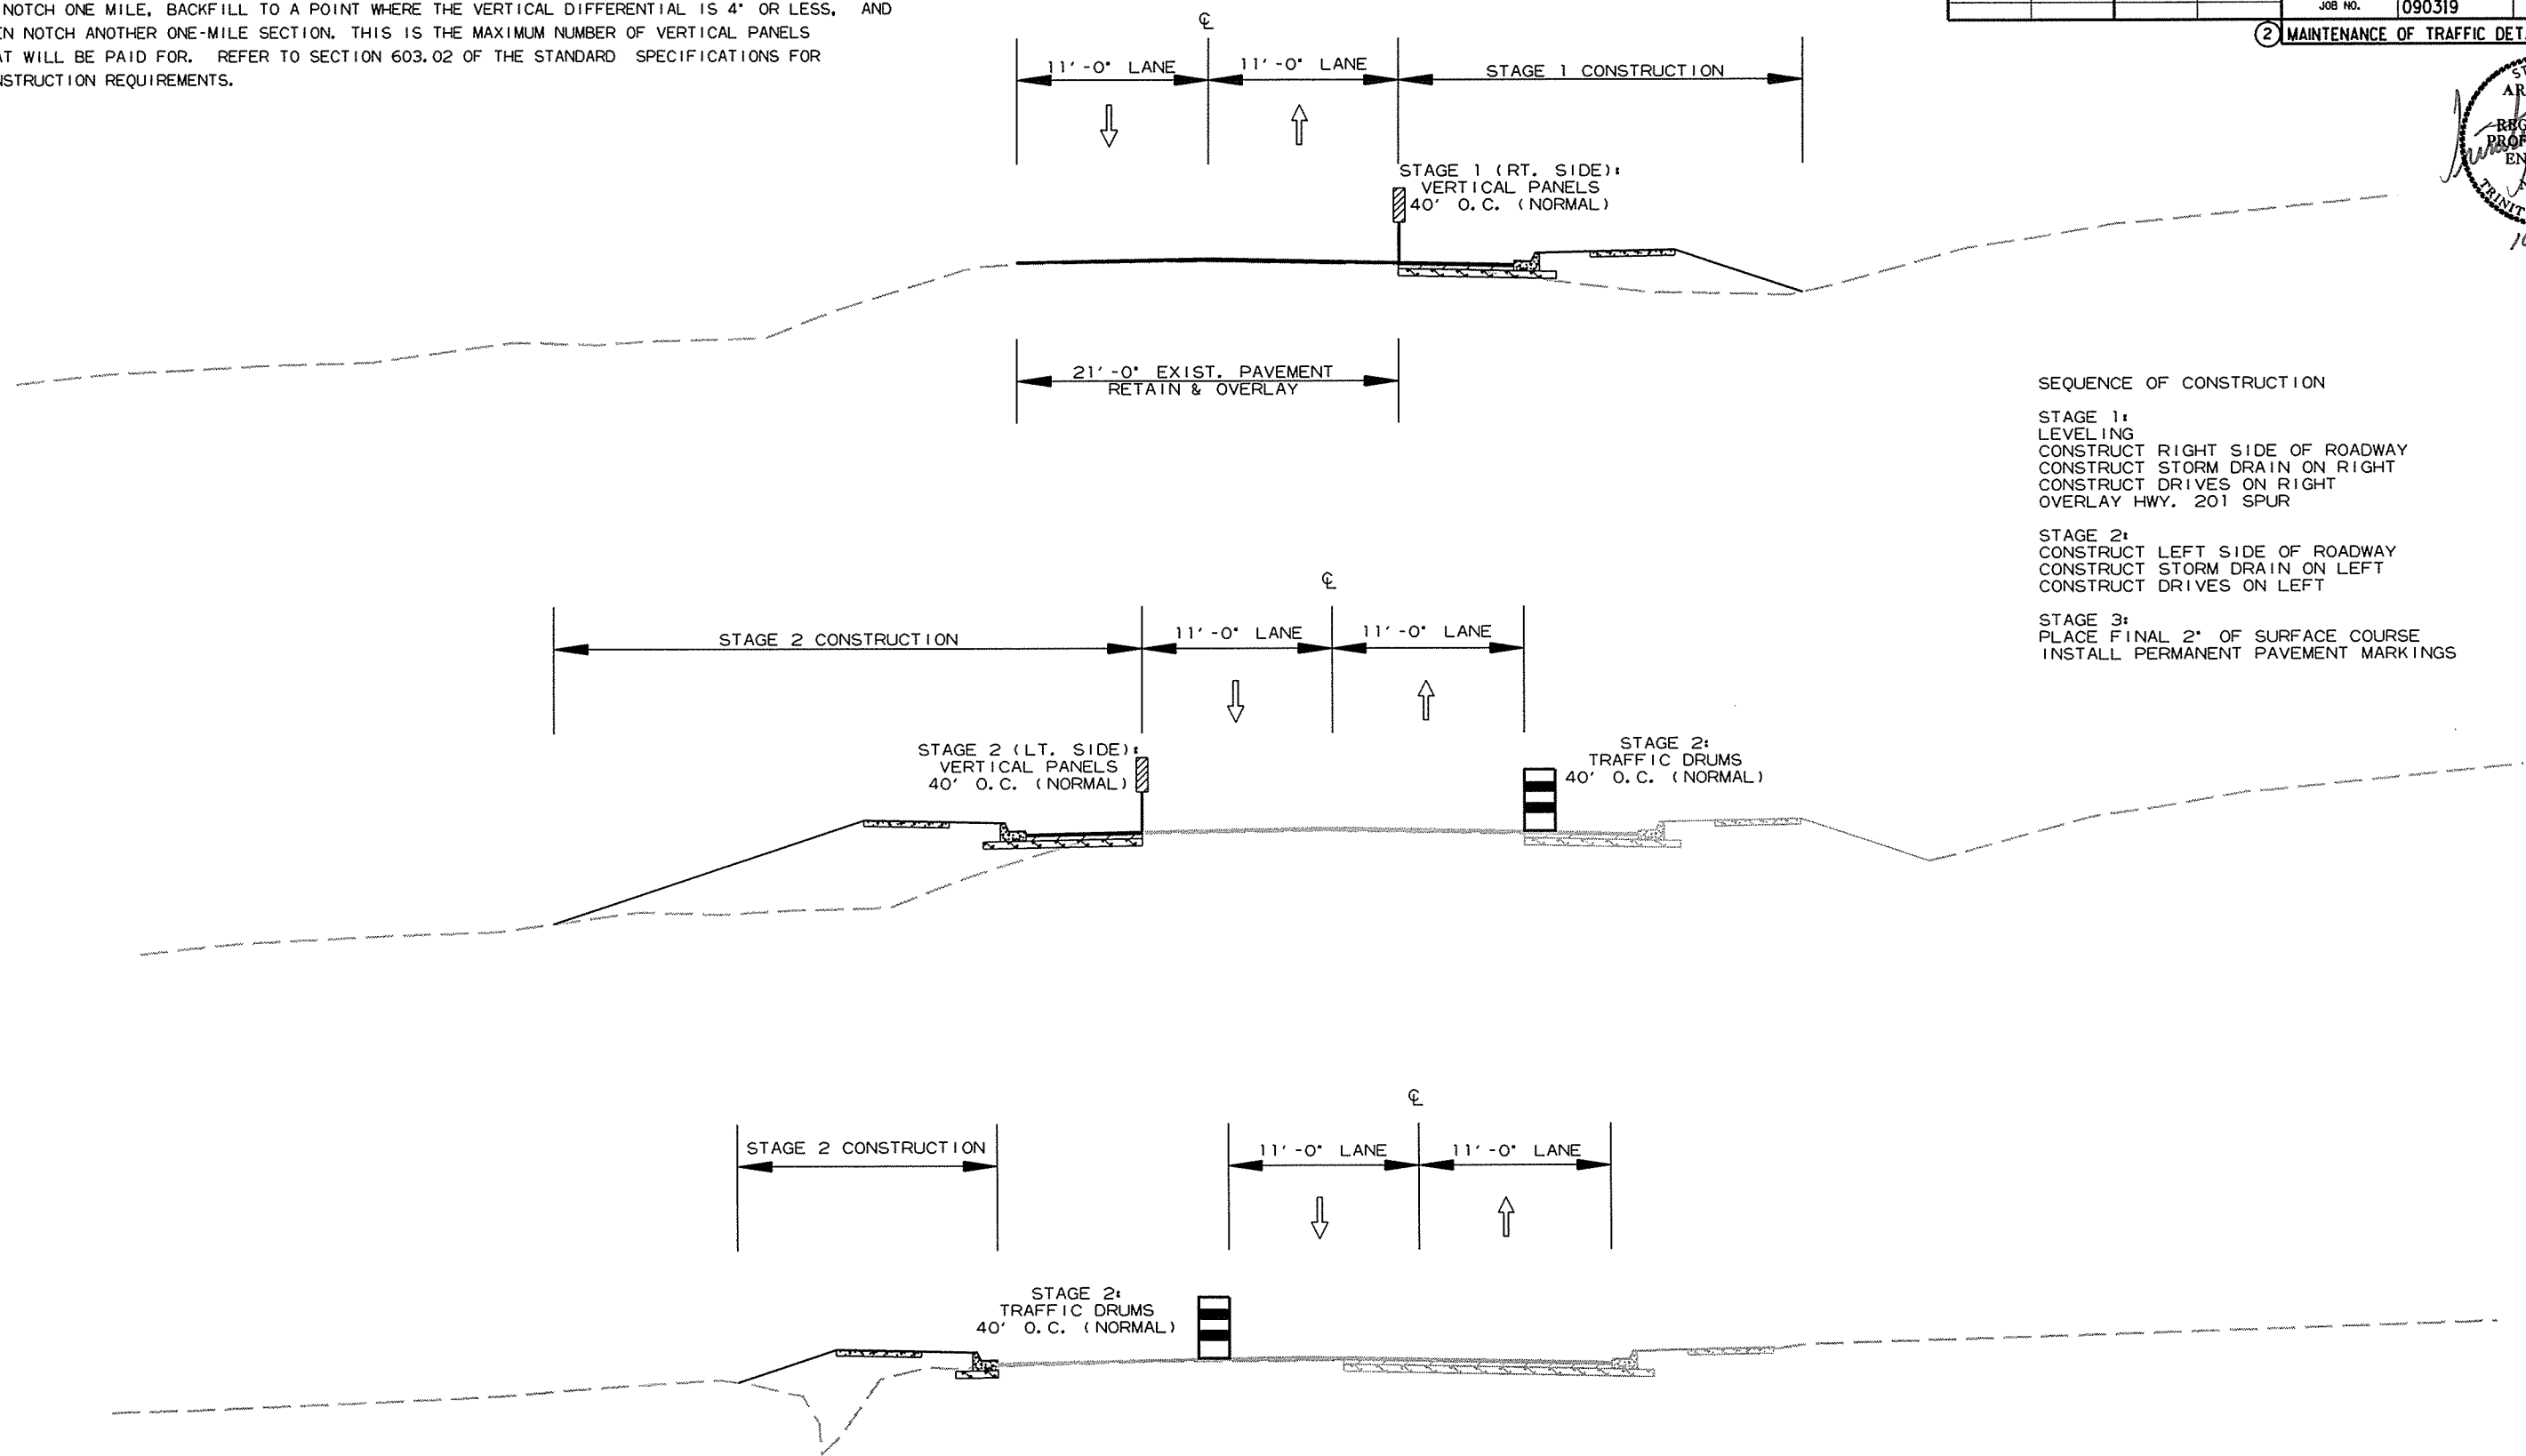 NOTCH ONE MILE, BACKFILL TO A POINT WHERE THE VERTICAL DIFFERENTIAL IS 4" OR LESS, AND
NOTCH ANOTHER ONE-MILE SECTION. THIS IS THE MAXIMUM NUMBER OF VERTICAL PANELS
WILL BE PAID FOR. REFER TO SECTION 603.02 OF THE STANDARD SPECIFICATIONS FOR
REQUIREMENTS.
JOB NO. 090319
2 MAINTENANCE OF TRAFFIC
℄
11'-0" LANE
11'-0" LANE
STAGE 1 CONSTRUCTION
STAGE 1 (RT. SIDE):
VERTICAL PANELS
40' O.C. (NORMAL)
21'-0" EXIST. PAVEMENT
RETAIN & OVERLAY
SEQUENCE OF CONSTRUCTION
STAGE 1:
LEVELING
CONSTRUCT RIGHT SIDE OF ROADWAY
CONSTRUCT STORM DRAIN ON RIGHT
CONSTRUCT DRIVES ON RIGHT
OVERLAY HWY. 201 SPUR
STAGE 2:
CONSTRUCT LEFT SIDE OF ROADWAY
CONSTRUCT STORM DRAIN ON LEFT
CONSTRUCT DRIVES ON LEFT
STAGE 3:
PLACE FINAL 2" OF SURFACE COURSE
INSTALL PERMANENT PAVEMENT MARKINGS
℄
STAGE 2 CONSTRUCTION
11'-0" LANE
11'-0" LANE
STAGE 2 (LT. SIDE):
VERTICAL PANELS
40' O.C. (NORMAL)
STAGE 2:
TRAFFIC DRUMS
40' O.C. (NORMAL)
℄
STAGE 2 CONSTRUCTION
11'-0" LANE
11'-0" LANE
STAGE 2:
TRAFFIC DRUMS
40' O.C. (NORMAL)